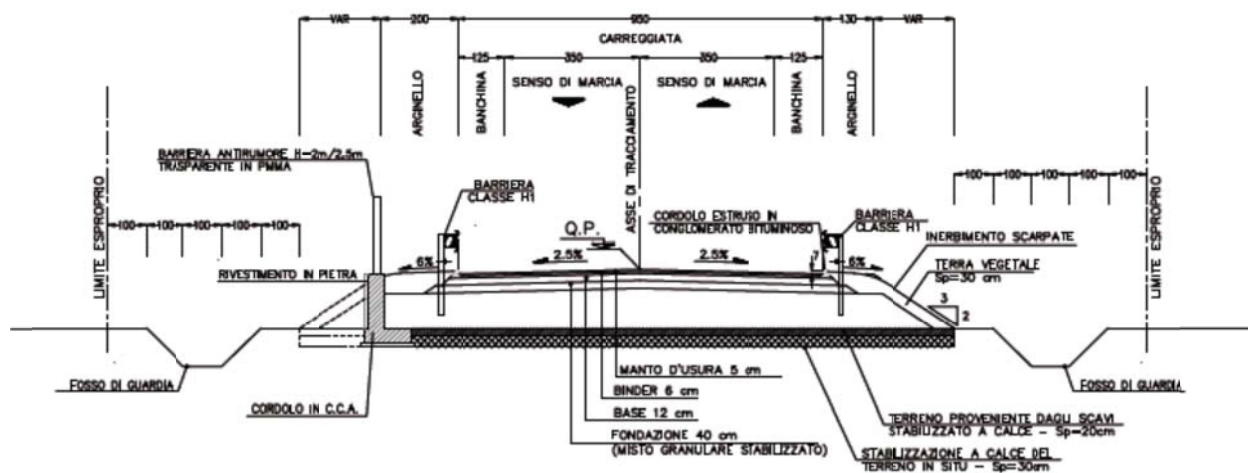 VAR 200 950 130 VAR
CARREGGIATA
125 350 350 125
ARGINELLO
BANCHINA
SENSO DI MARCIA
SENSO DI MARCIA
BANCHINA
ARGINELLO
ASSE DI TRACCIAMENTO
LIMITE ESPROPRIO
LIMITE ESPROPRIO
BARRIERA ANTIRUMORE H=2m/2.5m
TRASPARENTE IN PMMA
BARRIERA
CLASSE H1
100 100 100 100 100
Q.P.
CORDOLO ESTRUSO IN
CONGLOMERATO BITUMINOSO
BARRIERA
CLASSE H1
100 100 100 100 100
INERBIMENTO SCARPATE
RIVESTIMENTO IN PIETRA
6% 2.5% 2.5% 7 6%
TERRA VEGETALE
Sp=30 cm
3
2
FOSSO DI GUARDIA
CORDOLO IN C.C.A.
MANTO D'USURA 5 cm
BINDER 6 cm
BASE 12 cm
FONDAZIONE 40 cm
(MISTO GRANULARE STABILIZZATO)
FOSSO DI GUARDIA
TERRENO PROVENIENTE DAGLI SCAVI
STABILIZZATO A CALCE - Sp=20cm
STABILIZZAZIONE A CALCE DEL
TERRENO IN SITU - Sp=30cm